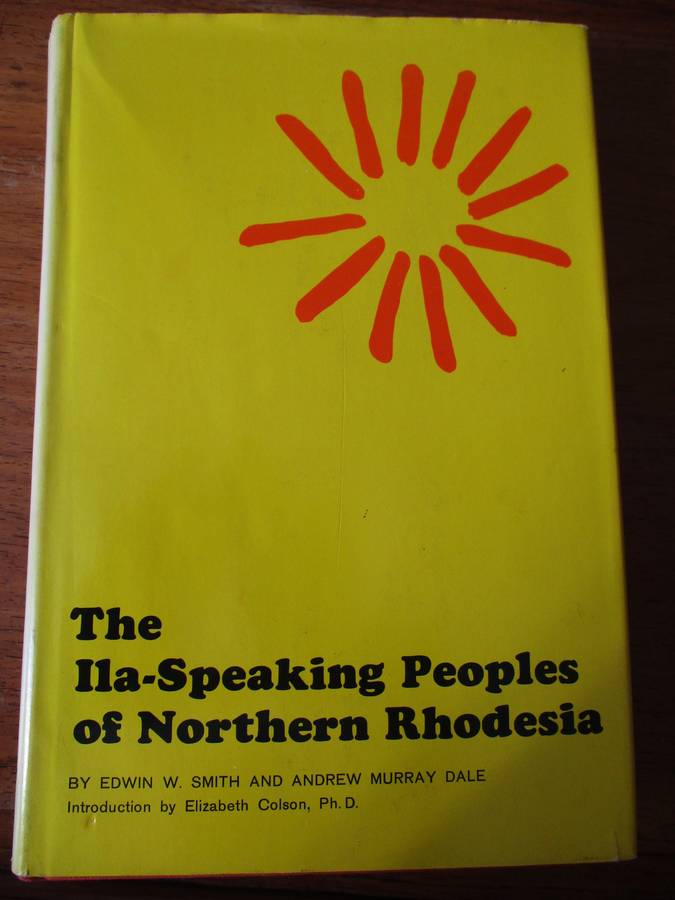 The
Ila-Speaking Peoples
of Northern Rhodesia
BY EDWIN W. SMITH AND ANDREW MURRAY DALE
Introduction by Elizabeth Colson, Ph.D.